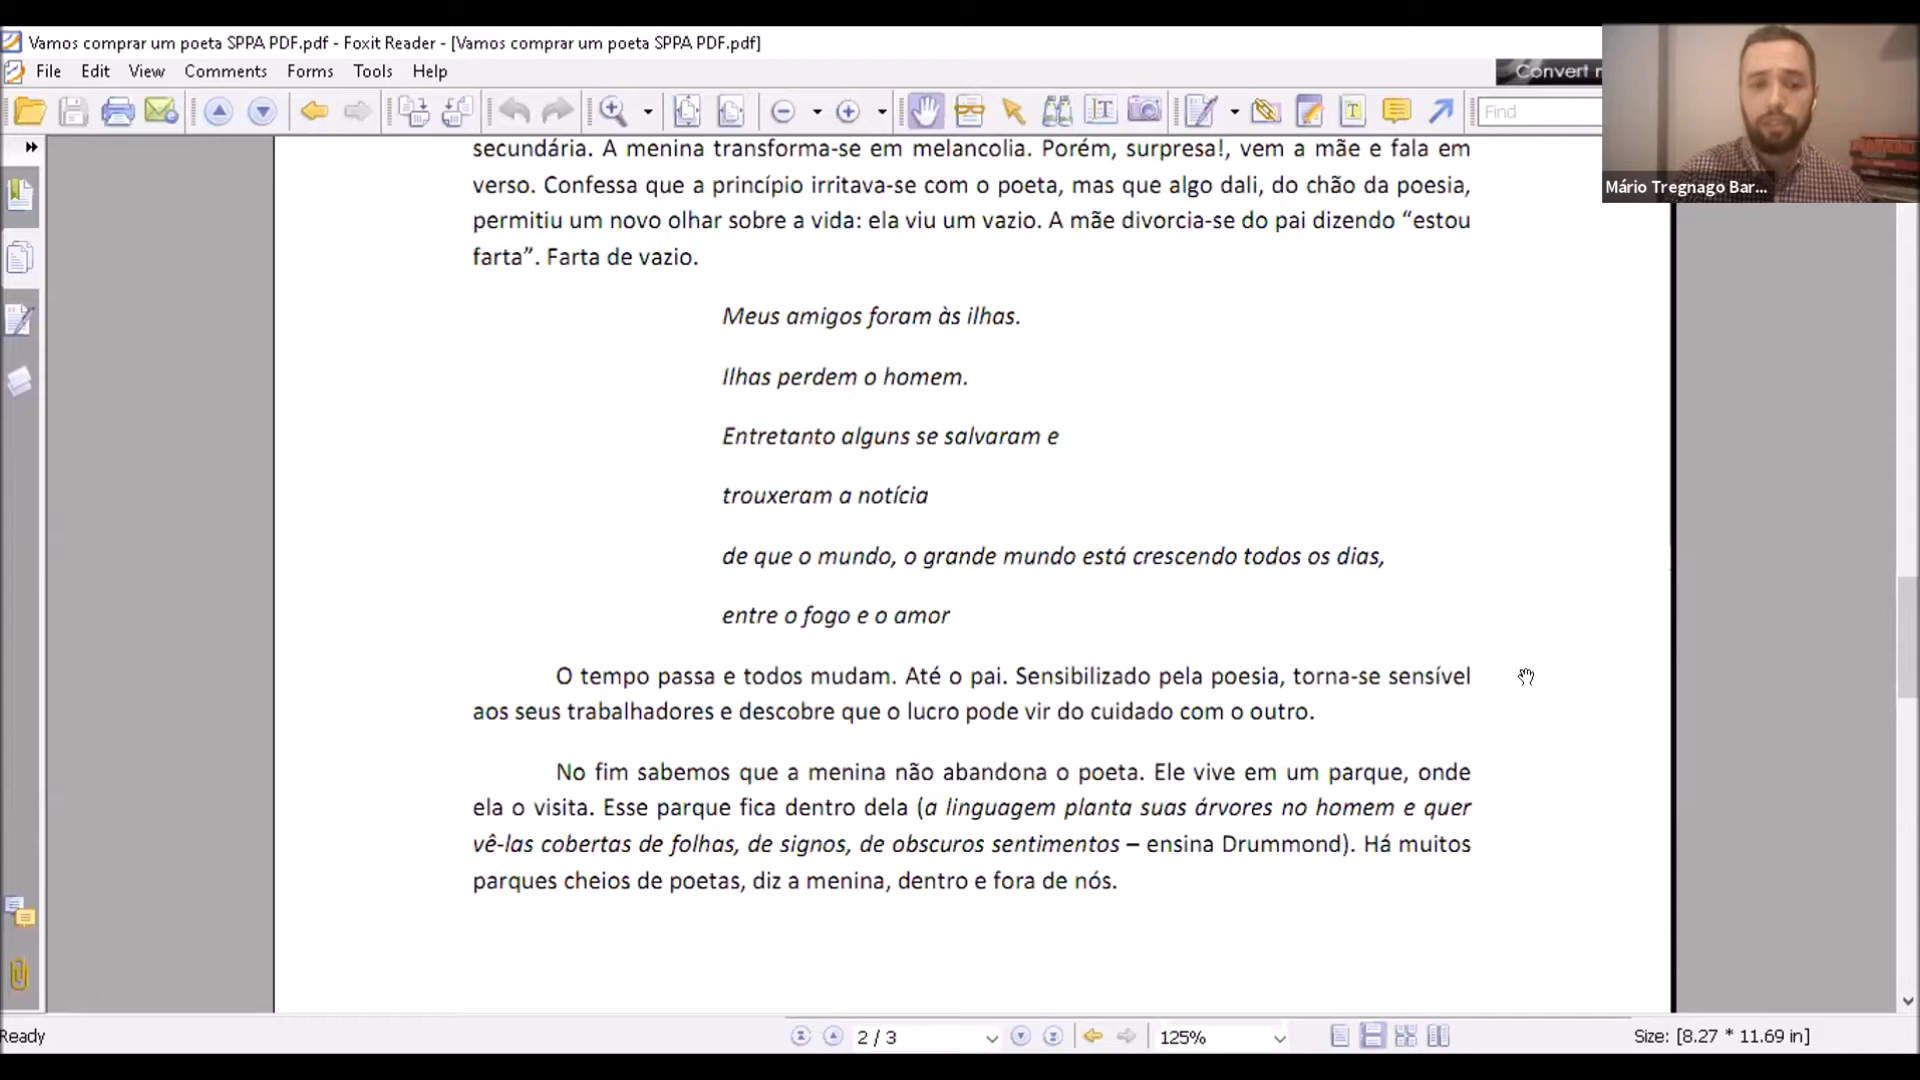 Vamos comprar um poeta SPPA PDF.pdf - Foxit Reader - [Vamos comprar um poeta SPPA PDF.pdf]
File Edit View Comments Forms Tools Help
Convert
Find
Mário Tregnago Bar...
secundária. A menina transforma-se em melancolia. Porém, surpresa!, vem a mãe e fala em
verso. Confessa que a princípio irritava-se com o poeta, mas que algo dali, do chão da poesia,
permitiu um novo olhar sobre a vida: ela viu um vazio. A mãe divorcia-se do pai dizendo “estou
farta”. Farta de vazio.
Meus amigos foram às ilhas.
Ilhas perdem o homem.
Entretanto alguns se salvaram e
trouxeram a notícia
de que o mundo, o grande mundo está crescendo todos os dias,
entre o fogo e o amor
O tempo passa e todos mudam. Até o pai. Sensibilizado pela poesia, torna-se sensível
aos seus trabalhadores e descobre que o lucro pode vir do cuidado com o outro.
No fim sabemos que a menina não abandona o poeta. Ele vive em um parque, onde
ela o visita. Esse parque fica dentro dela (a linguagem planta suas árvores no homem e quer
vê-las cobertas de folhas, de signos, de obscuros sentimentos – ensina Drummond). Há muitos
parques cheios de poetas, diz a menina, dentro e fora de nós.
Ready
2 / 3
125%
Size: [8.27 * 11.69 in]